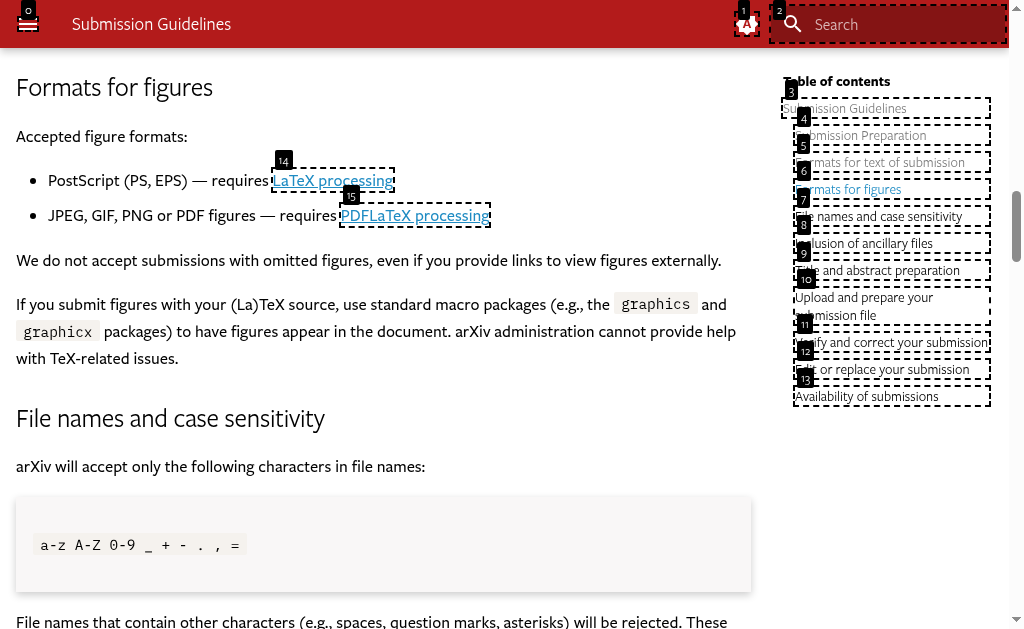 0
Submission Guidelines
1
A
2
Search
Formats for figures
Accepted figure formats:
14
PostScript (PS, EPS) — requires LaTeX processing
15
JPEG, GIF, PNG or PDF figures — requires PDFLaTeX processing
We do not accept submissions with omitted figures, even if you provide links to view figures externally.
If you submit figures with your (La)TeX source, use standard macro packages (e.g., the graphics and
graphicx packages) to have figures appear in the document. arXiv administration cannot provide help
with TeX-related issues.
File names and case sensitivity
arXiv will accept only the following characters in file names:
a-z A-Z 0-9 _ + - . , =
File names that contain other characters (e.g., spaces, question marks, asterisks) will be rejected. These
Table of contents
3
Submission Guidelines
4
Submission Preparation
5
Formats for text of submission
6
Formats for figures
7
File names and case sensitivity
8
Inclusion of ancillary files
9
Title and abstract preparation
10
Upload and prepare your
submission file
11
Verify and correct your submission
12
Edit or replace your submission
13
Availability of submissions